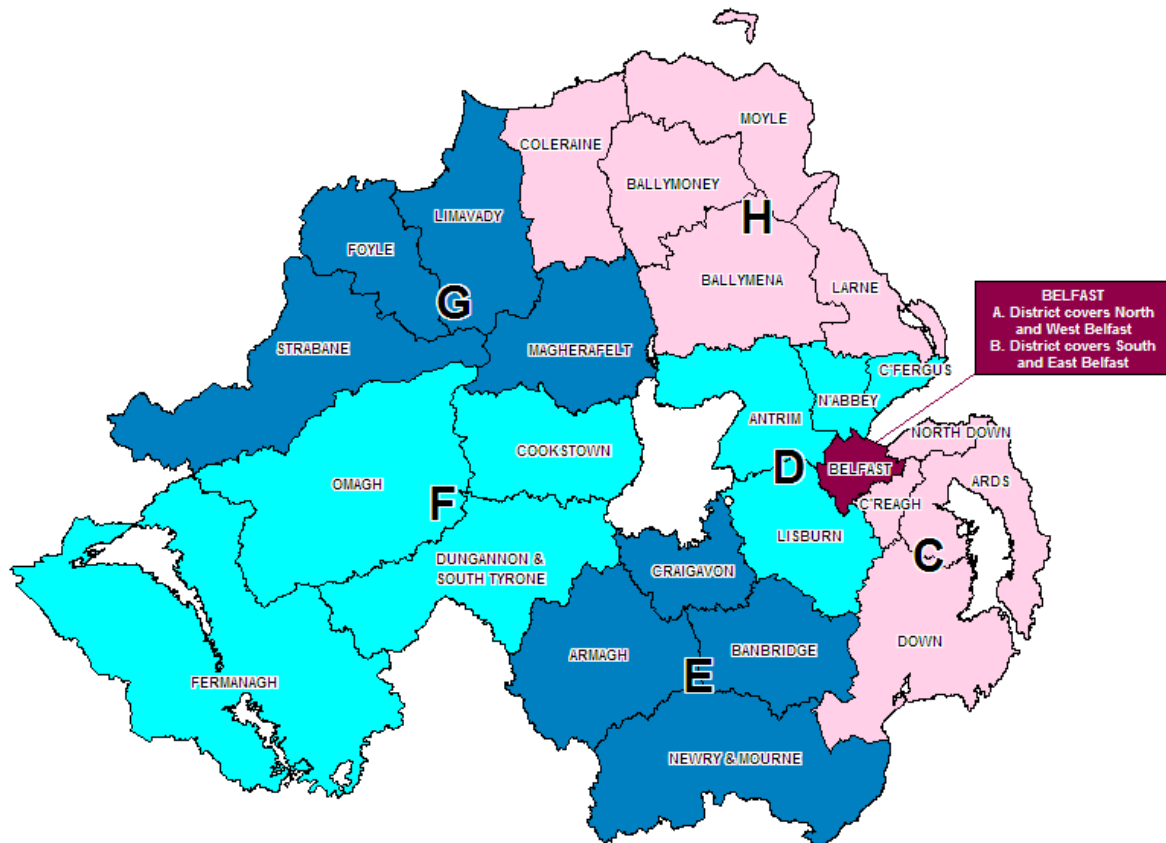 MOYLE
COLERAINE
BALLYMONEY
LIMAVADY
H
FOYLE
BALLYMENA
LARNE
G
BELFAST
A. District covers North
and West Belfast
B. District covers South
and East Belfast
STRABANE
MAGHERAFELT
C'FERGUS
N'ABBEY
ANTRIM
NORTH DOWN
COOKSTOWN
D
BELFAST
OMAGH
ARDS
F
C'REAGH
LISBURN
DUNGANNON &
SOUTH TYRONE
C
CRAIGAVON
DOWN
ARMAGH
BANBRIDGE
E
FERMANAGH
NEWRY & MOURNE